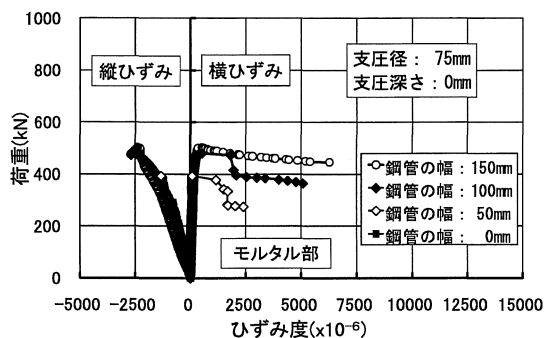 1000
800
600
400
200
0
荷重(kN)
縦ひずみ
横ひずみ
支圧径: 75mm
支圧深さ:0mm
鋼管の幅:150mm
鋼管の幅:100mm
鋼管の幅: 50mm
鋼管の幅: 0mm
モルタル部
-5000 -2500 0 2500 5000 7500 10000 12500 15000
ひずみ度(x10⁻⁶)